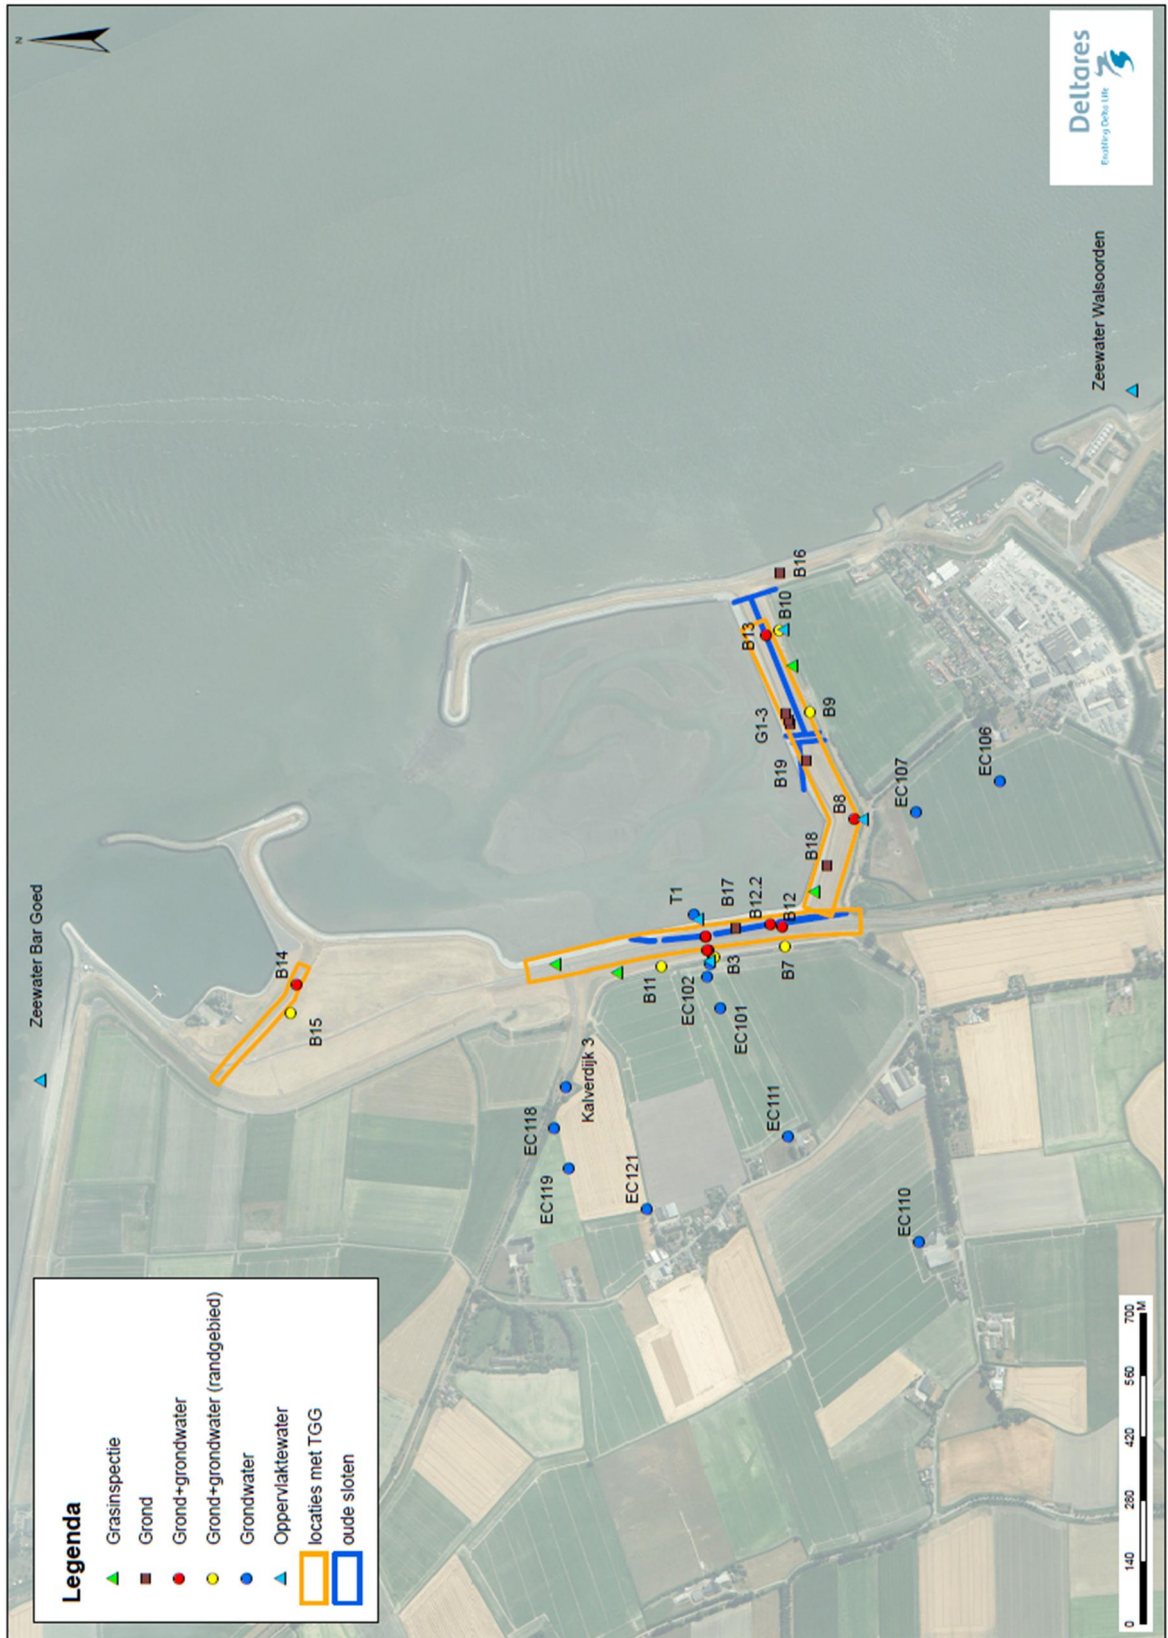 N
Deltares
Enabling Delta Life
Zeewater Bar Goed
Zeewater Walsoorden
B14
B15
B16
B10
B13
B9
G1-3
B19
B8
B18
EC107
EC106
T1
B17
B12.2
B12
B3
B7
B11
EC102
EC101
Kalverdijk 3
EC118
EC119
EC121
EC111
EC110
Legenda
Grasinspectie
Grond
Grond+grondwater
Grond+grondwater (randgebied)
Grondwater
Oppervlaktewater
locaties met TGG
oude sloten
0 140 280 420 560 700
M